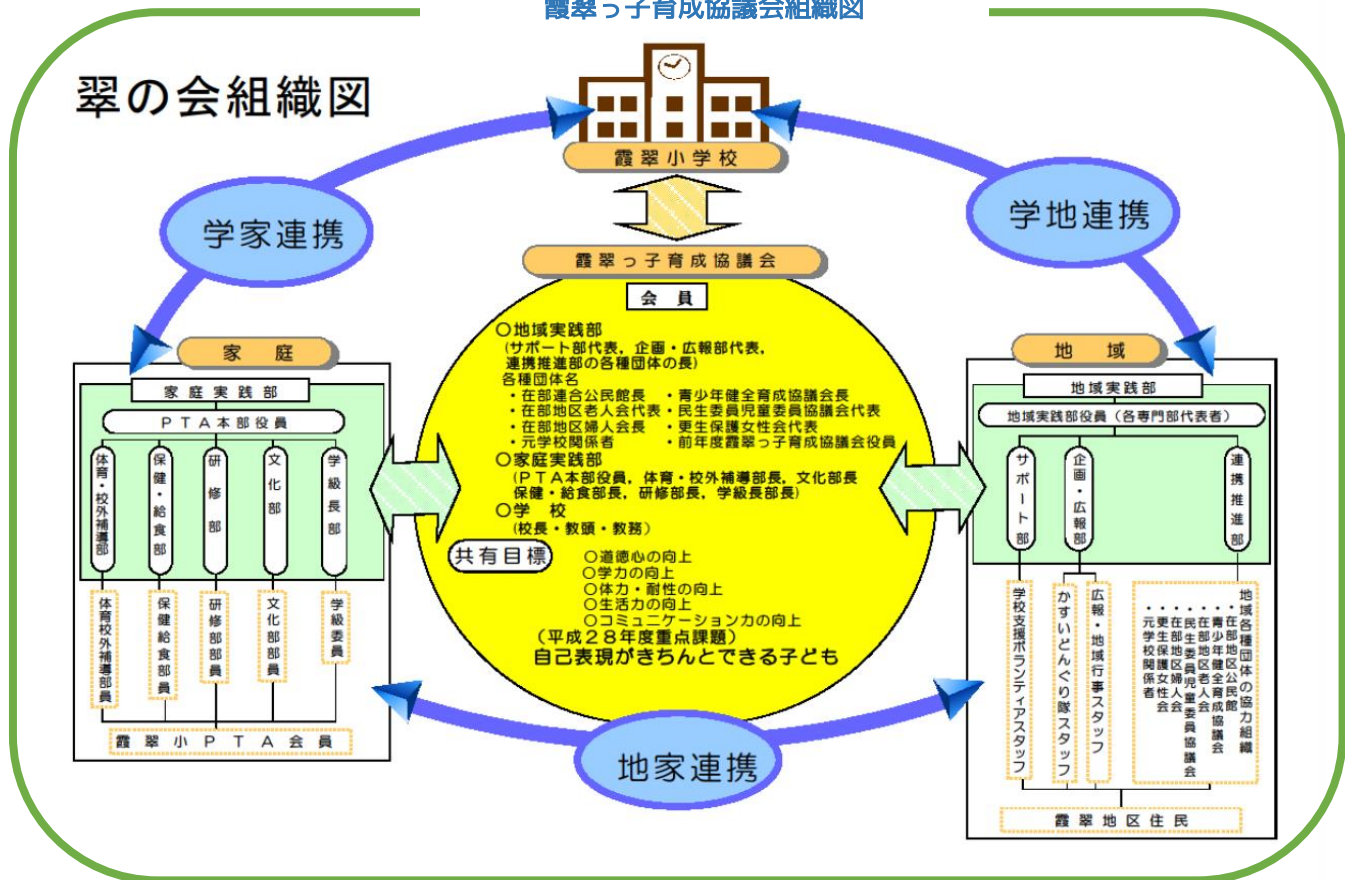 霞翠っ子育成協議会組織図
翠の会組織図
霞翠小学校
学家連携
学地連携
霞翠っ子育成協議会
会 員
○地域実践部
(サポート部代表，企画・広報部代表，
連携推進部の各種団体の長)
各種団体名
・在部連合公民館長 ・青少年健全育成協議会長
・在部地区老人会代表・民生委員児童委員協議会代表
・在部地区婦人会長 ・更生保護女性会代表
・元学校関係者 ・前年度霞翠っ子育成協議会役員
○家庭実践部
(PTA本部役員，体育・校外補導部長，文化部長
保健・給食部長，研修部長，学級長部長)
○学 校
(校長・教頭・教務)
共有目標
○道徳心の向上
○学力の向上
○体力・耐性の向上
○生活力の向上
○コミュニケーション力の向上
(平成28年度重点課題)
自己表現がきちんとできる子ども
家 庭
家庭実践部
PTA本部役員
体育・校外補導部
保健・給食部
研修部
文化部
学級長部
体育校外補導部員
保健給食部員
研修部部員
文化部部員
学級委員
霞翠小PTA会員
地 域
地域実践部
地域実践部役員（各専門部代表者）
サポート部
企画・広報部
連携推進部
学校支援ボランティアスタッフ
かすいどんぐり隊スタッフ
広報・地域行事スタッフ
地域各種団体の協力組織
・在部地区公民館
・青少年健全育成協議会
・在部地区老人会
・民生委員児童委員協議会
・在部地区婦人会
・更生保護女性会
・元学校関係者
霞翠地区住民
地家連携